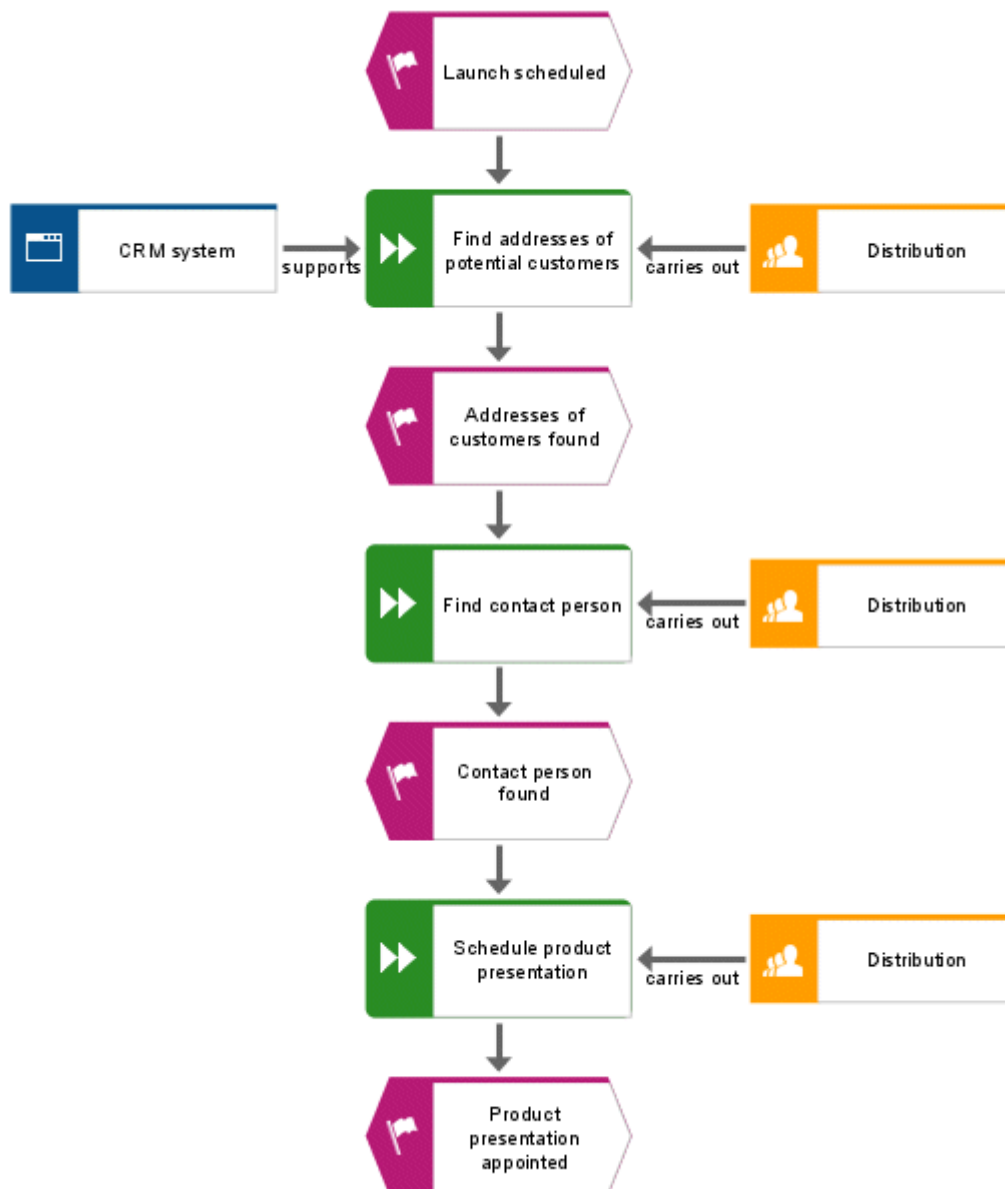 Launch scheduled
CRM system
supports
Find addresses of
potential customers
carries out
Distribution
Addresses of
customers found
Find contact person
carries out
Distribution
Contact person
found
Schedule product
presentation
carries out
Distribution
Product
presentation
appointed